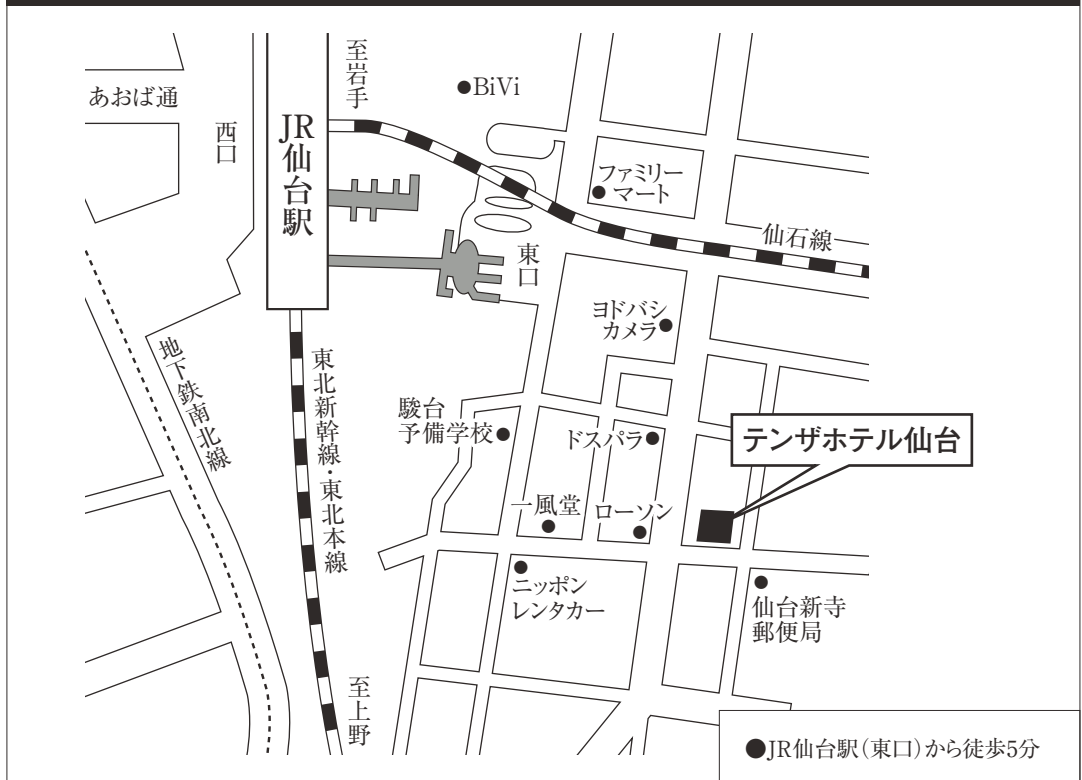 至岩手
●BiVi
あおば通
西口
JR仙台駅
ファミリー
マート
仙石線
東口
ヨドバシ
カメラ
地下鉄南北線
東北新幹線・東北本線
駿台
予備学校
ドスパラ
テンザホテル仙台
一風堂
ローソン
ニッポン
レンタカー
仙台新寺
郵便局
至上野
●JR仙台駅（東口）から徒歩5分